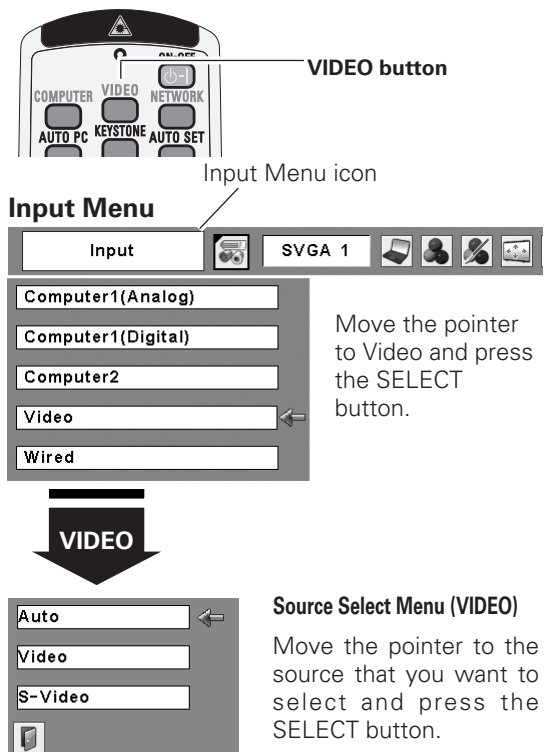 ON-OFF
VIDEO button
COMPUTER VIDEO NETWORK
AUTO PC KEYSTONE AUTO SET
Input Menu icon
Input Menu
Input SVGA 1
Computer1(Analog)
Computer1(Digital)
Computer2
Video
Wired
Move the pointer
to Video and press
the SELECT
button.
VIDEO
Auto
Video
S-Video
Source Select Menu (VIDEO)
Move the pointer to the
source that you want to
select and press the
SELECT button.